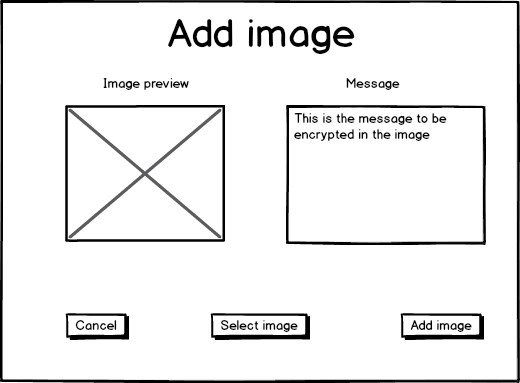 Add image
Image preview
Message
This is the message to be
encrypted in the image
Cancel
Select image
Add image